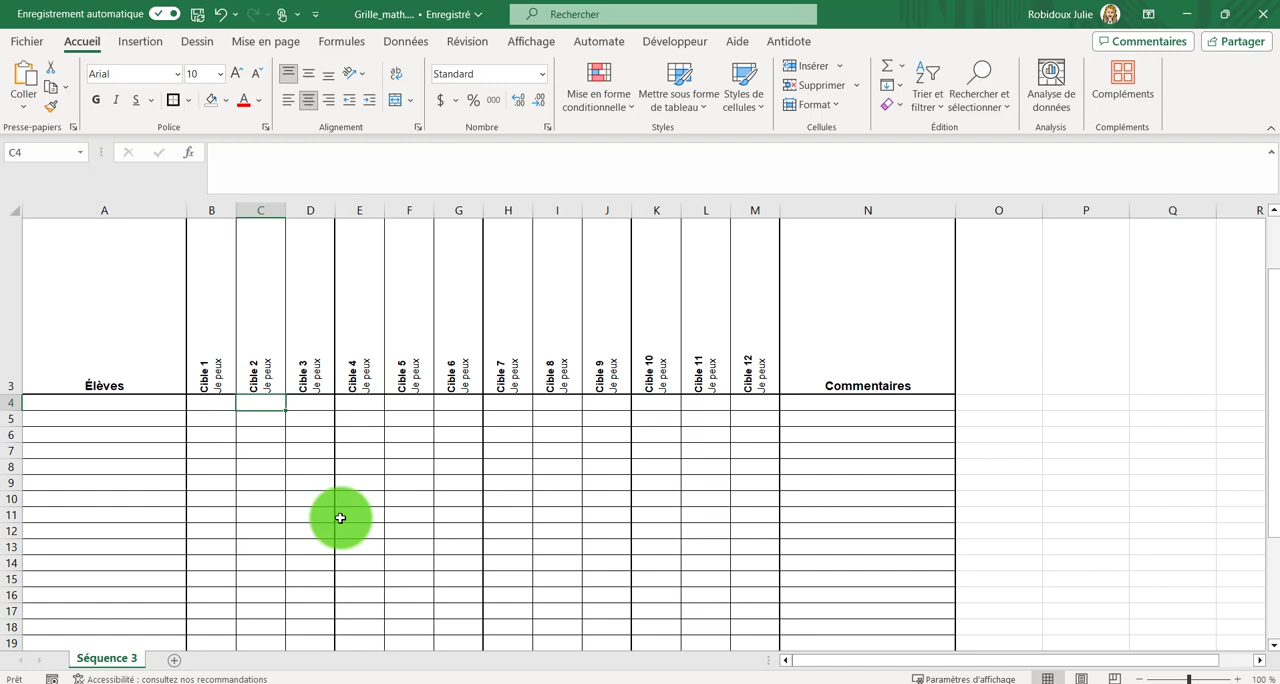 Enregistrement automatique
Grille_math.... • Enregistré
Rechercher
Robidoux Julie
Fichier Accueil Insertion Dessin Mise en page Formules Données Révision Affichage Automate Développeur Aide Antidote
Commentaires Partager
Coller
Presse-papiers
Arial 10
G I S
Police
Alignement
Standard
$ % 000
Nombre
Mise en forme conditionnelle
Mettre sous forme de tableau
Styles de cellules
Styles
Insérer
Supprimer
Format
Cellules
Trier et filtrer
Rechercher et sélectionner
Édition
Analyse de données
Analysis
Compléments
Compléments
C4
fx
A B C D E F G H I J K L M N O P Q R
3
Élèves
Cible 1
Je peux
Cible 2
Je peux
Cible 3
Je peux
Cible 4
Je peux
Cible 5
Je peux
Cible 6
Je peux
Cible 7
Je peux
Cible 8
Je peux
Cible 9
Je peux
Cible 10
Je peux
Cible 11
Je peux
Cible 12
Je peux
Commentaires
4
5
6
7
8
9
10
11
12
13
14
15
16
17
18
19
Séquence 3
Prêt
Accessibilité : consultez nos recommandations
Paramètres d'affichage
100 %